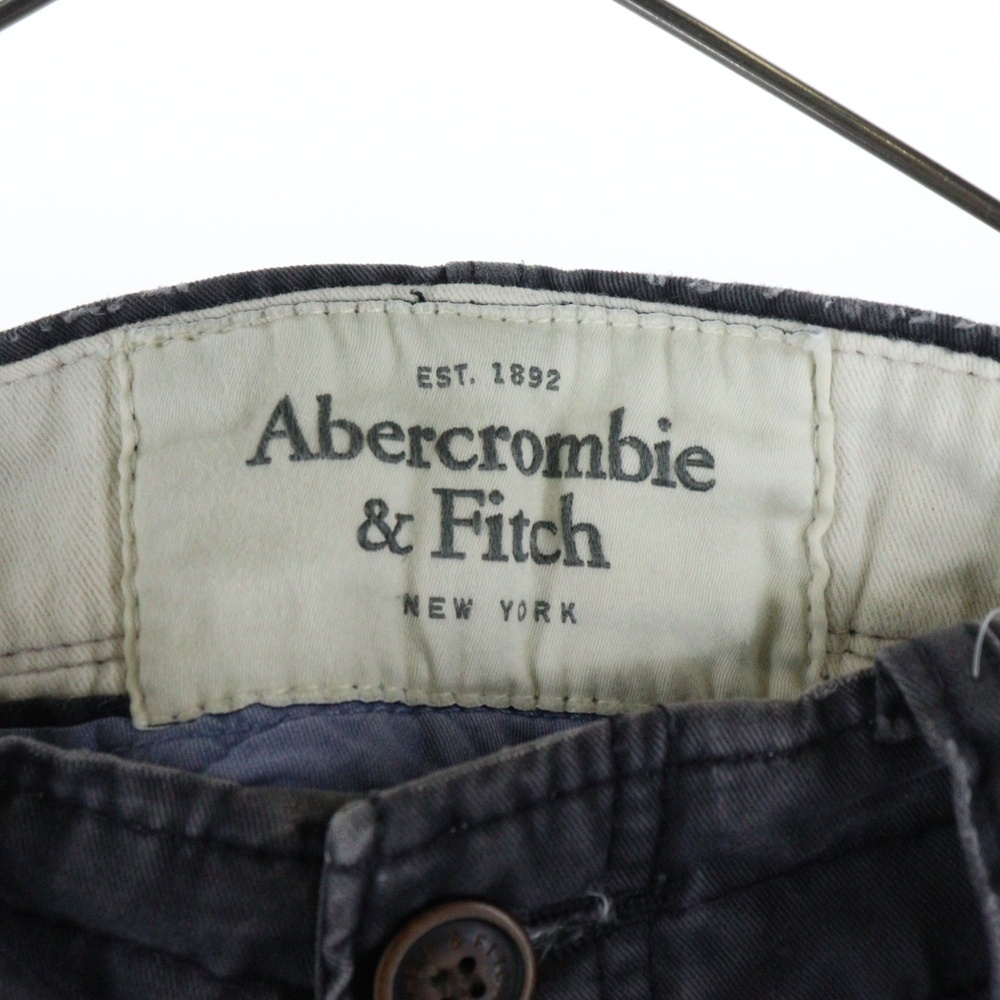 EST. 1892
Abercrombie
& Fitch
NEW YORK